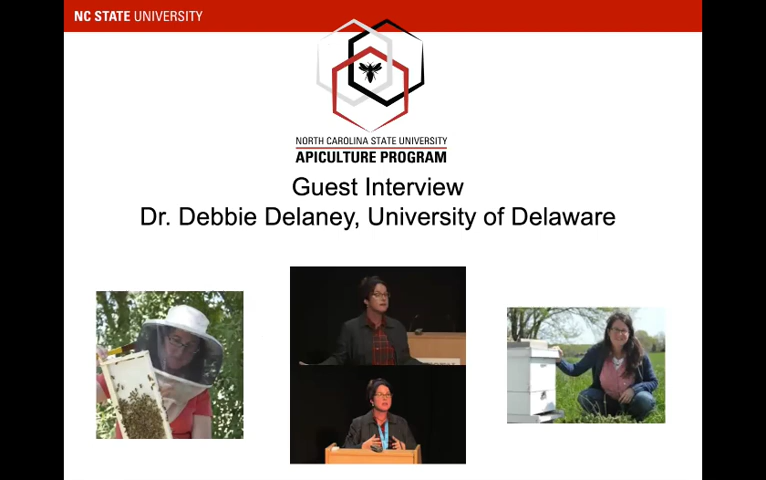 NC STATE UNIVERSITY
NORTH CAROLINA STATE UNIVERSITY
APICULTURE PROGRAM
Guest Interview
Dr. Debbie Delaney, University of Delaware